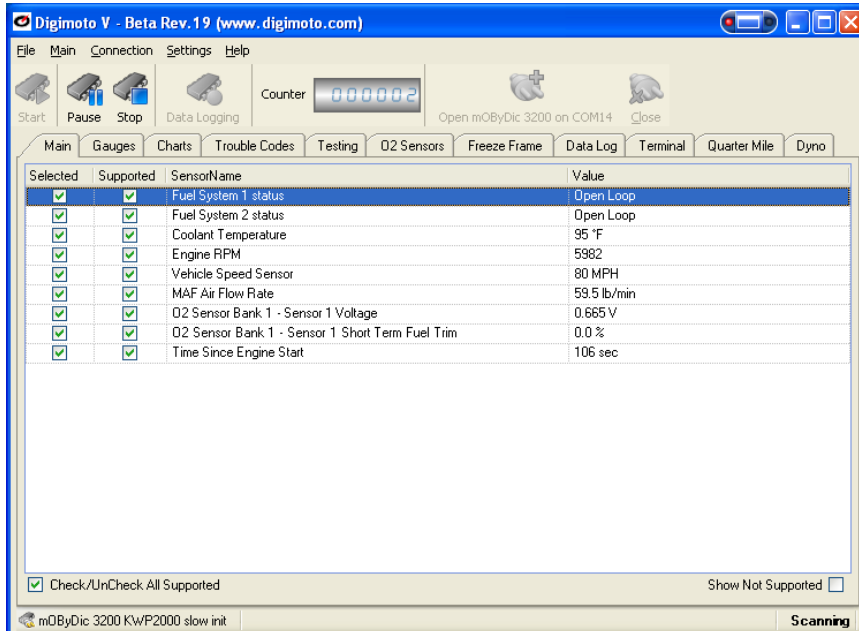 Digimoto V - Beta Rev.19 (www.digimoto.com)
File Main Connection Settings Help
Start Pause Stop Data Logging Counter 000002 Open mOByDic 3200 on COM14 Close
Main Gauges Charts Trouble Codes Testing O2 Sensors Freeze Frame Data Log Terminal Quarter Mile Dyno
Selected Supported SensorName Value
Fuel System 1 status Open Loop
Fuel System 2 status Open Loop
Coolant Temperature 95 °F
Engine RPM 5982
Vehicle Speed Sensor 80 MPH
MAF Air Flow Rate 59.5 lb/min
O2 Sensor Bank 1 - Sensor 1 Voltage 0.665 V
O2 Sensor Bank 1 - Sensor 1 Short Term Fuel Trim 0.0 %
Time Since Engine Start 106 sec
Check/UnCheck All Supported Show Not Supported
mOByDic 3200 KWP2000 slow init Scanning